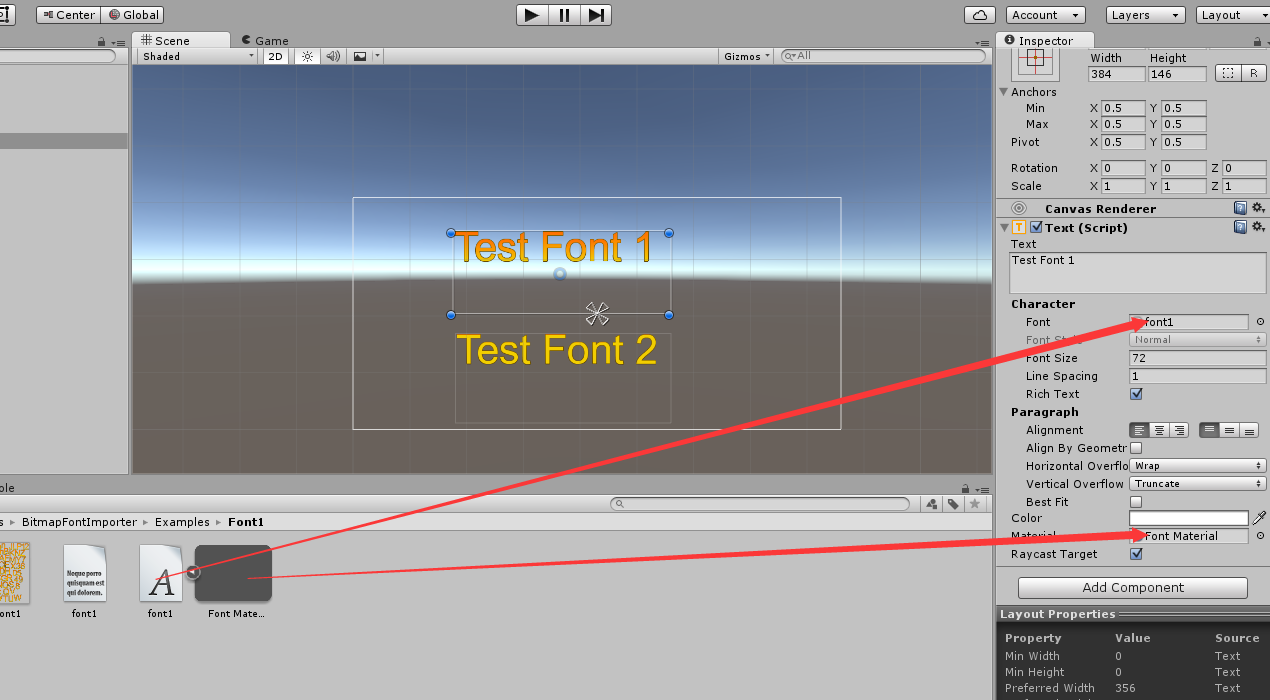 Center Global
Account Layers Layout
Scene Game
Shaded 2D Gizmos All
Inspector
Width Height
384 146 R
Anchors
Min X 0.5 Y 0.5
Max X 0.5 Y 0.5
Pivot X 0.5 Y 0.5
Rotation X 0 Y 0 Z 0
Scale X 1 Y 1 Z 1
Canvas Renderer
Text (Script)
Text
Test Font 1
Character
Font font1
Font Style Normal
Font Size 72
Line Spacing 1
Rich Text
Paragraph
Alignment
Align By Geometr
Horizontal Overflo Wrap
Vertical Overflow Truncate
Best Fit
Color
Material Font Material
Raycast Target
Add Component
Layout Properties
Property Value Source
Min Width 0 Text
Min Height 0 Text
Preferred Width 356 Text
Test Font 1
Test Font 2
ole
s ▸ BitmapFontImporter ▸ Examples ▸ Font1
Neque porro
quisquam est
qui dolorem.
A
ont1 font1 font1 Font Mate...